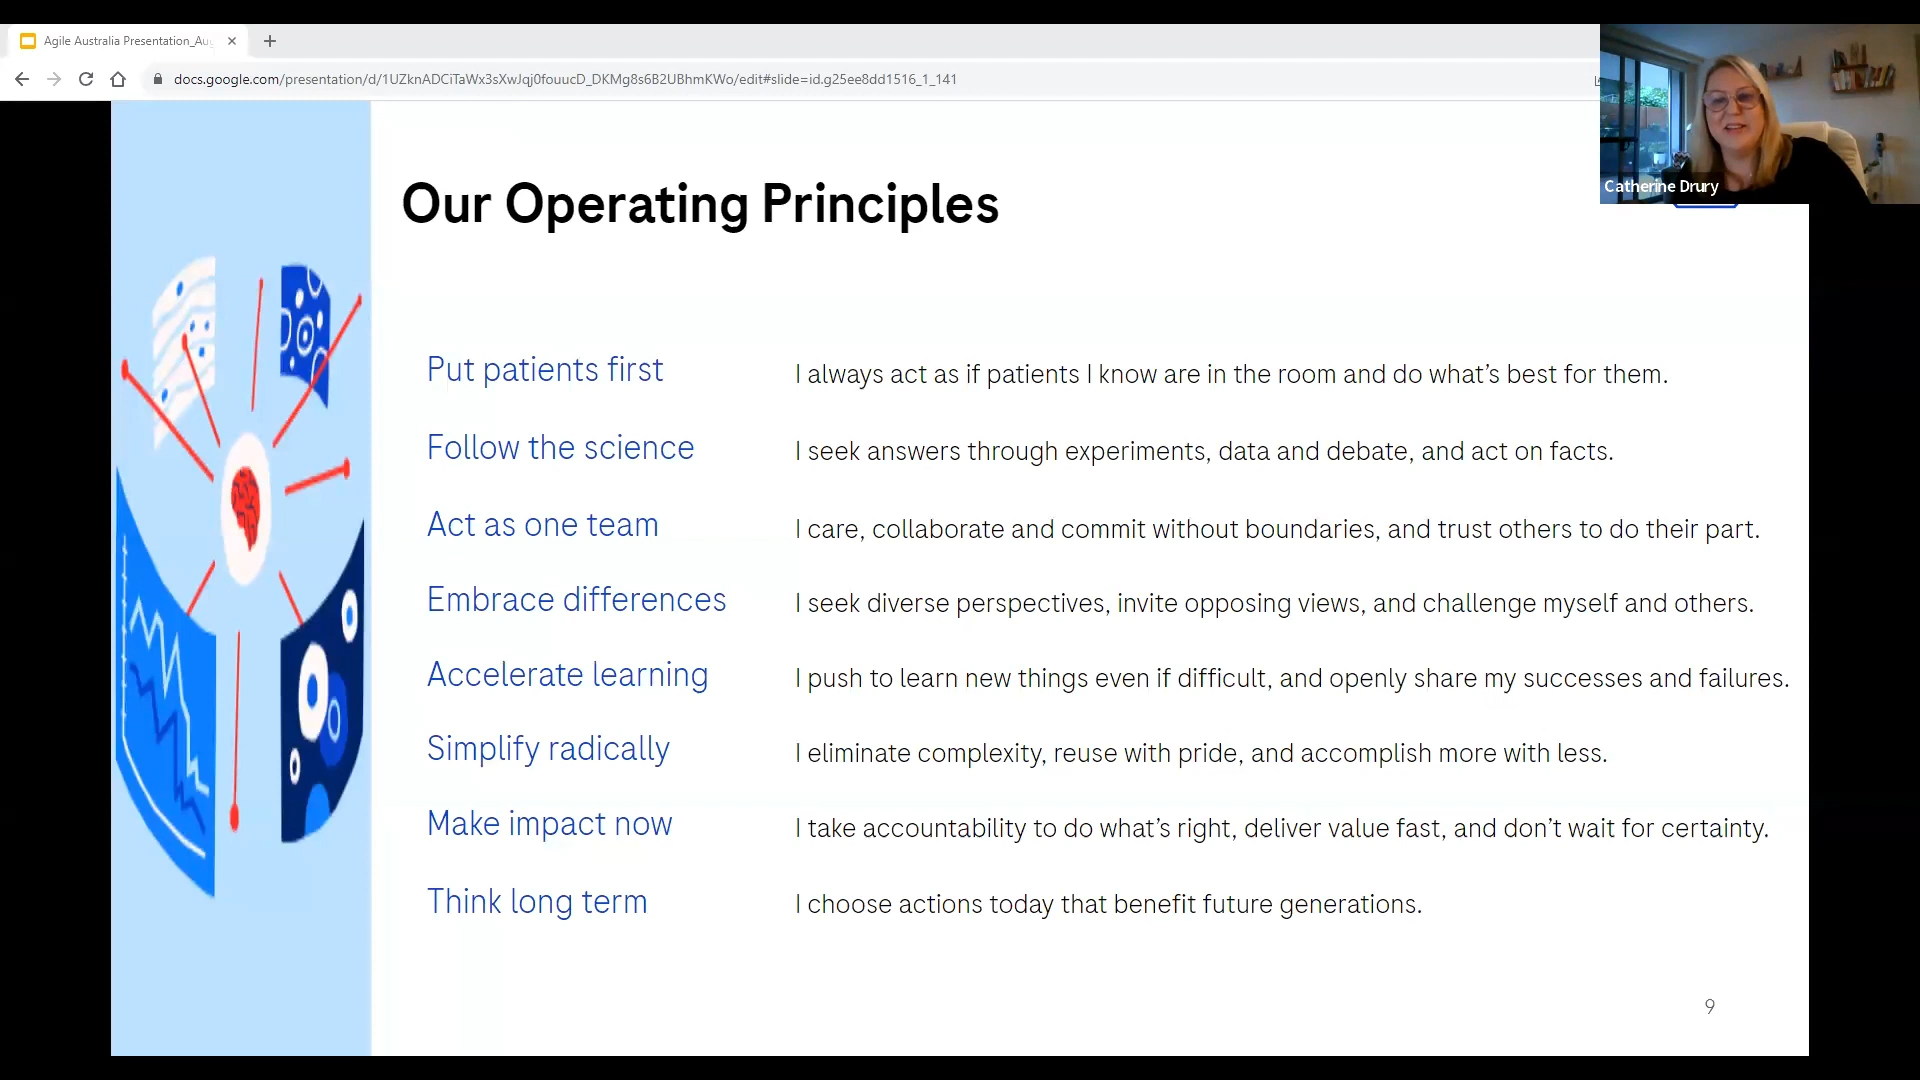 Agile Australia Presentation_Au
docs.google.com/presentation/d/1UZknADCiTaWx3sXwJqj0fouucD_DKMg8s6B2UBhmKWo/edit#slide=id.g25ee8dd1516_1_141
Catherine Drury
Our Operating Principles
Put patients first I always act as if patients I know are in the room and do what’s best for them.
Follow the science I seek answers through experiments, data and debate, and act on facts.
Act as one team I care, collaborate and commit without boundaries, and trust others to do their part.
Embrace differences I seek diverse perspectives, invite opposing views, and challenge myself and others.
Accelerate learning I push to learn new things even if difficult, and openly share my successes and failures.
Simplify radically I eliminate complexity, reuse with pride, and accomplish more with less.
Make impact now I take accountability to do what’s right, deliver value fast, and don’t wait for certainty.
Think long term I choose actions today that benefit future generations.
9